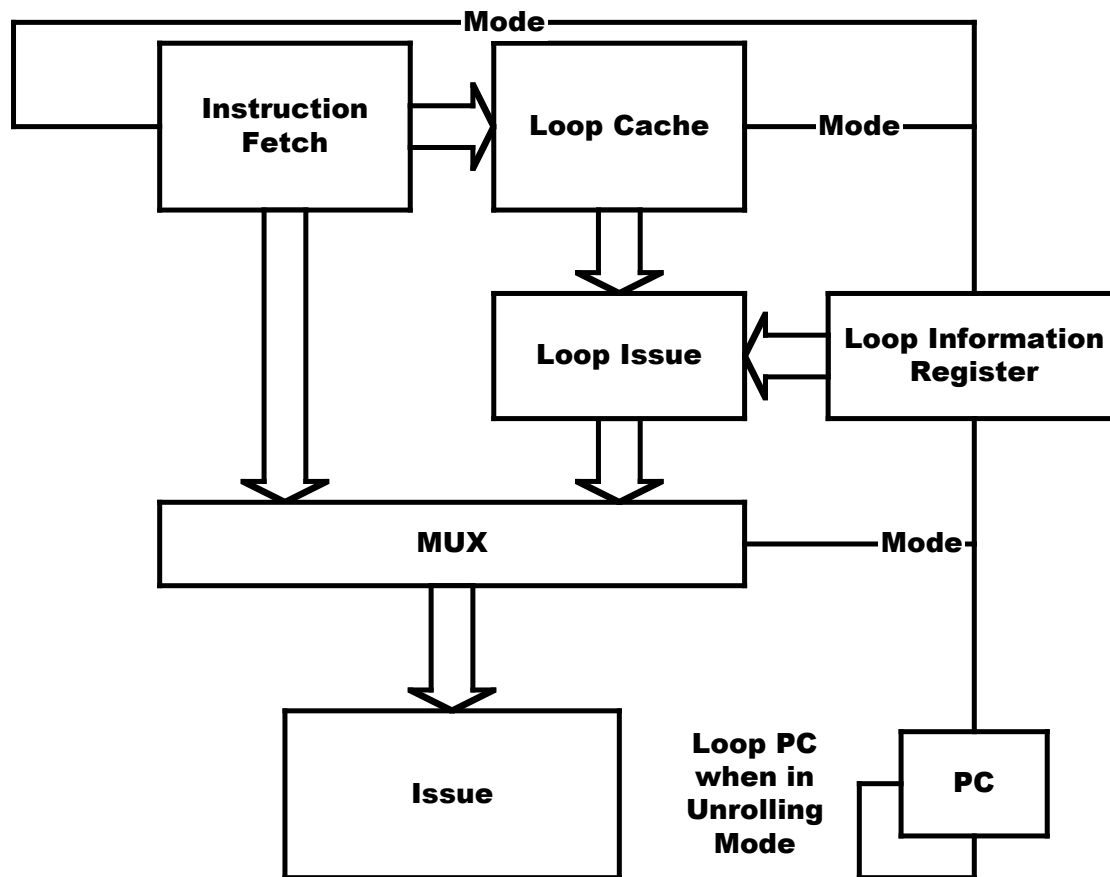 Mode
Instruction
Fetch
Loop Cache
Mode
Loop Issue
Loop Information
Register
MUX
Mode
Issue
Loop PC
when in
Unrolling
Mode
PC